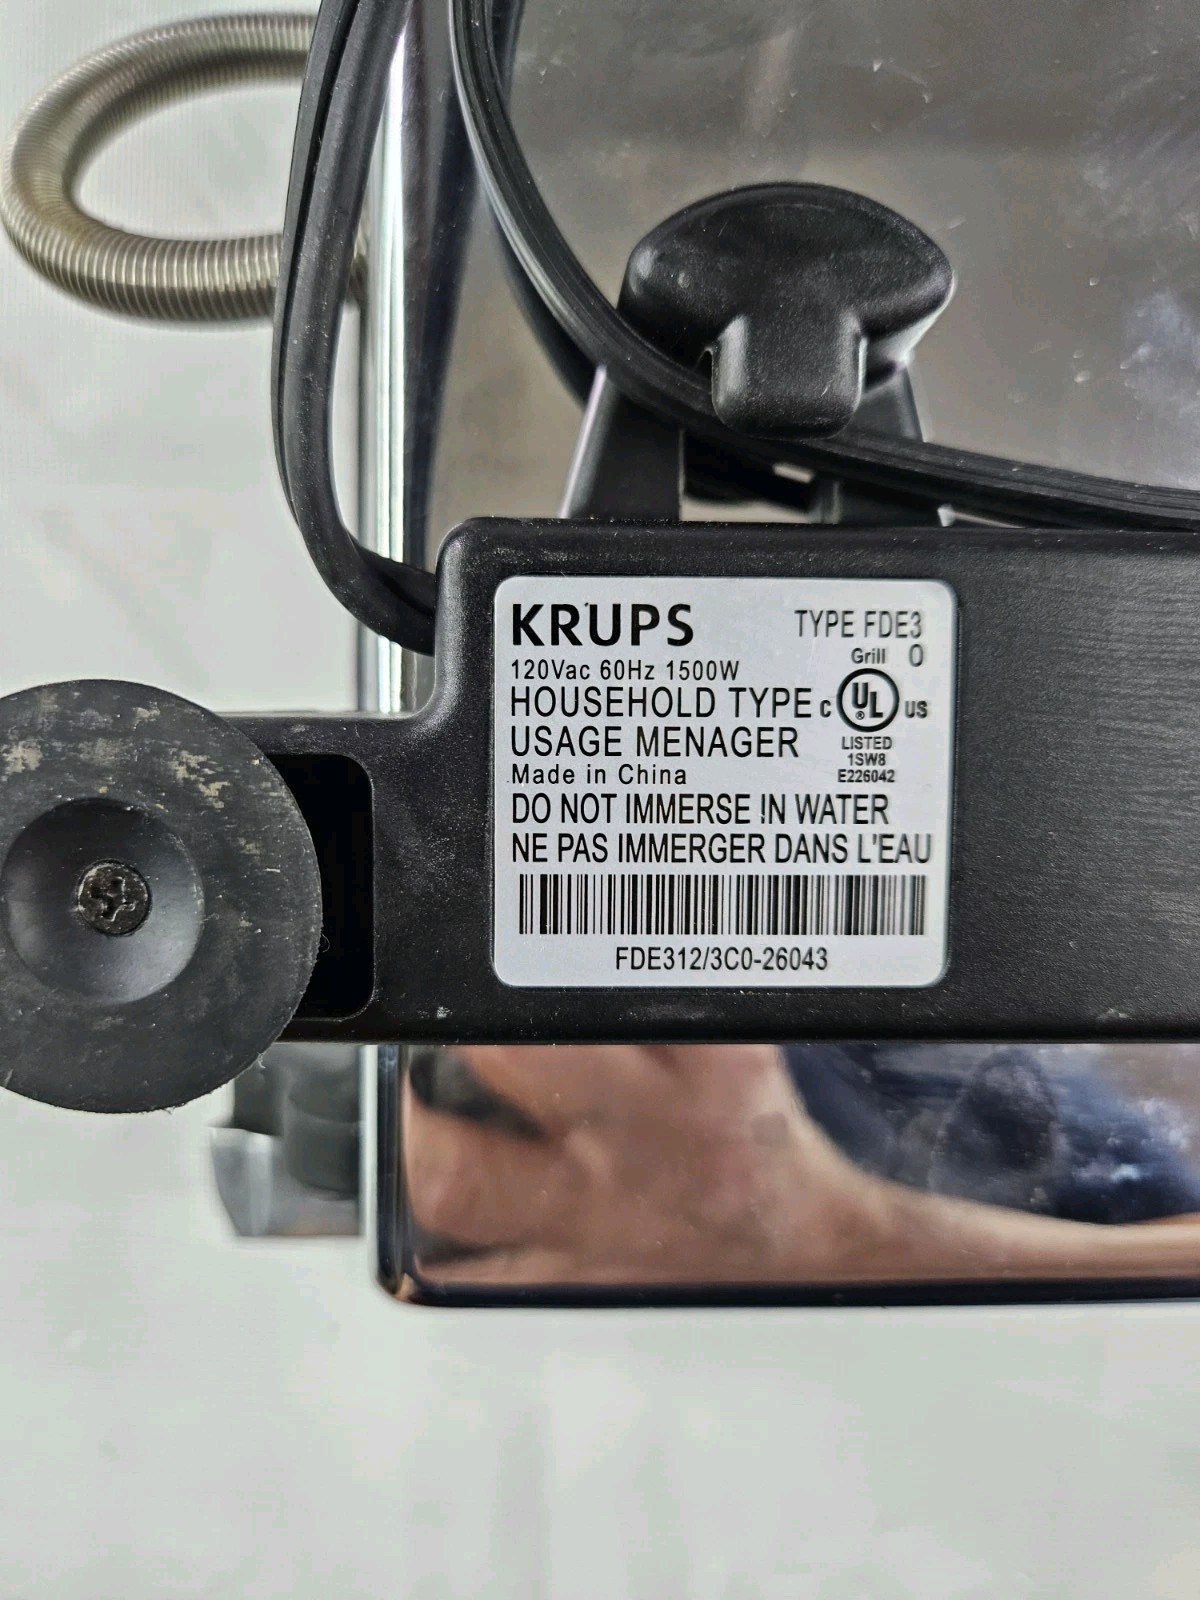 KRUPS TYPE FDE3
Grill 0
120Vac 60Hz 1500W
HOUSEHOLD TYPE C UL ® US
USAGE MENAGER LISTED
1SW8
Made in China E226042
DO NOT IMMERSE IN WATER
NE PAS IMMERGER DANS L'EAU
FDE312/3C0-26043